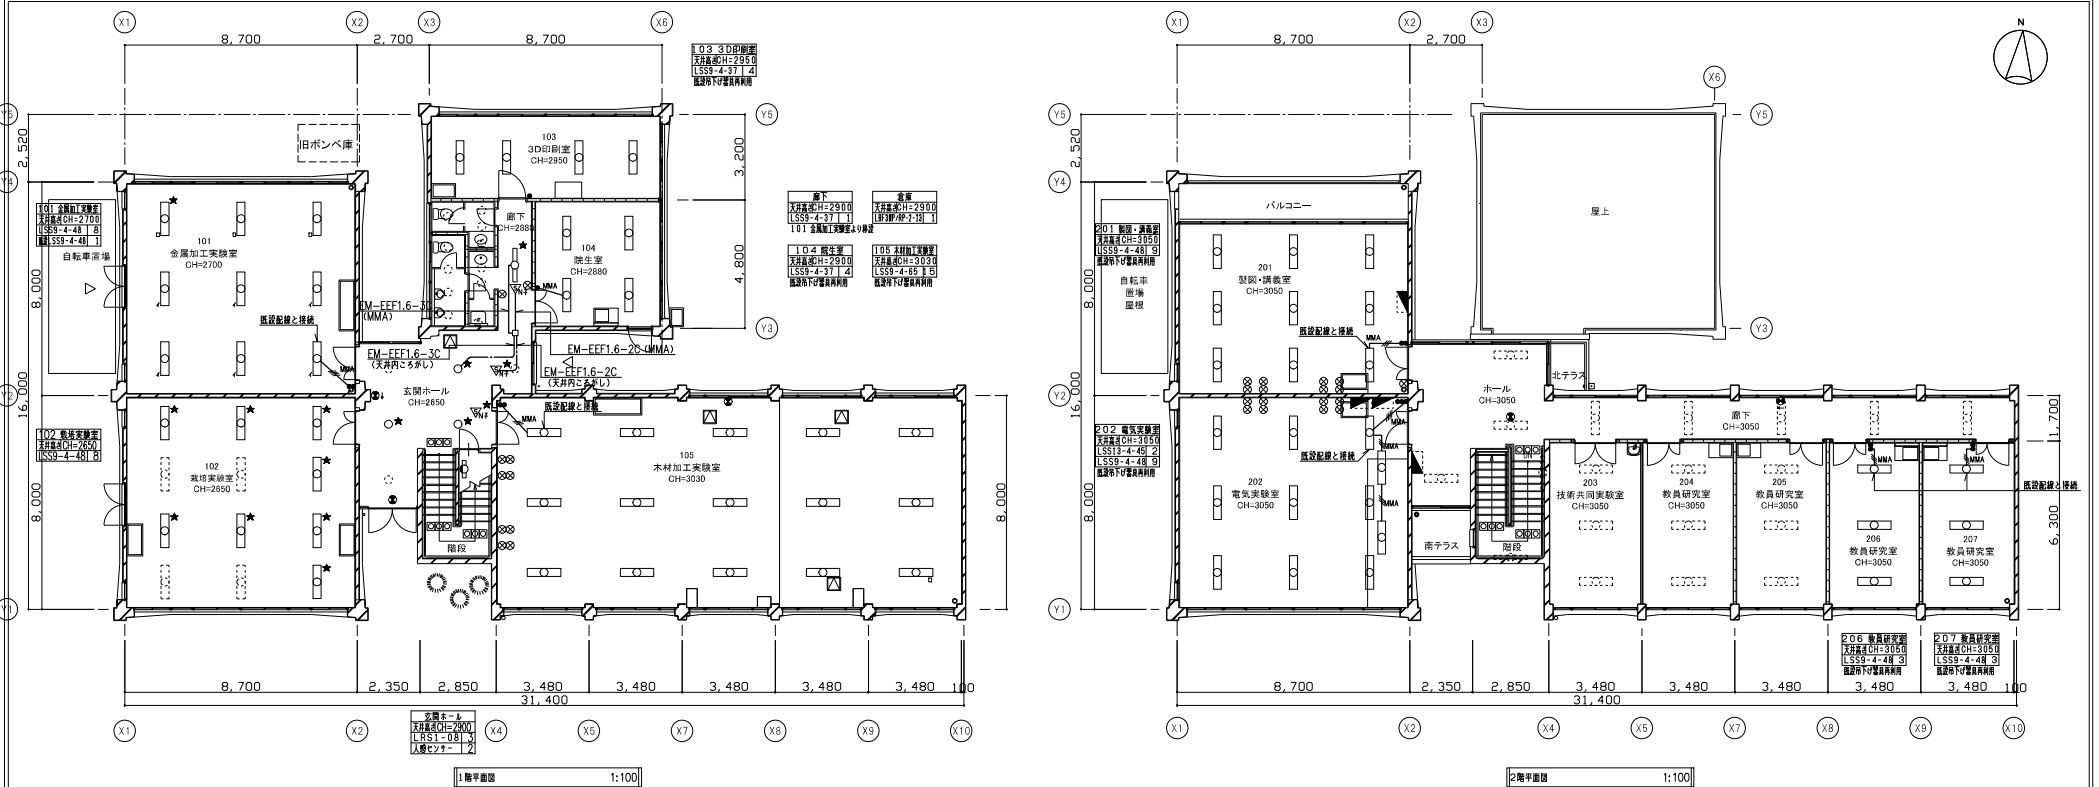 X1
X2
X3
X6
8,700
2,700
8,700
103 3D印刷室
天井高さCH=2950
LSS9-4-37 4
既設吊下げ器具再利用
Y5
Y5
2,520
旧ボンベ庫
103
3D印刷室
CH=2950
3,200
Y4
101 金属加工実験室
天井高さCH=2700
LSS9-4-48 8
既設LSS9-4-48 1
自転車置場
101
金属加工実験室
CH=2700
廊下
CH=2880
104
院生室
CH=2880
4,800
廊下
天井高さCH=2900
LSS9-4-37 1
101 金属加工実験室より移設
倉庫
天井高さCH=2900
LBF3MP/RP-2-13 1
104 院生室
天井高さCH=2900
LSS9-4-37 4
既設吊下げ器具再利用
105 木材加工実験室
天井高さCH=3030
LSS9-4-65 15
既設吊下げ器具再利用
8,000
16,000
MMA
EM-EEF1.6-3C
(MMA)
既設配線と接続
MMA
Y3
EM-EEF1.6-3C
(天井内ころがし)
EM-EEF1.6-2C(MMA)
EM-EEF1.6-2C
(天井内ころがし)
玄関ホール
CH=2650
Y2
既設配線と接続
MMA
102 栽培実験室
天井高さCH=2650
LSS9-4-48 8
102
栽培実験室
CH=2650
105
木材加工実験室
CH=3030
8,000
8,000
階段
Y1
8,700
2,350
2,850
3,480
3,480
3,480
3,480
3,480
100
31,400
X1
X2
X4
X5
X7
X8
X9
X10
玄関ホール
天井高さCH=2900
LRS1-08 3
人感センサー 2
1階平面図 1:100
X1
X2
X3
8,700
2,700
X6
N
Y5
Y5
2,520
Y4
バルコニー
屋上
201 製図・講義室
天井高さCH=3050
LSS9-4-48 9
既設吊下げ器具再利用
自転車
置場
屋根
201
製図・講義室
CH=3050
8,000
16,000
Y3
既設配線と接続
MMA
ホール
CH=3050
北テラス
Y2
廊下
CH=3050
1,700
202 電気実験室
天井高さCH=3050
LSS13-4-45 2
LSS9-4-48 9
既設吊下げ器具再利用
MMA
MMA
既設配線と接続
202
電気実験室
CH=3050
MMA
DN
203
技術共同実験室
CH=3050
204
教員研究室
CH=3050
205
教員研究室
CH=3050
MMA
MMA
既設配線と接続
206
教員研究室
CH=3050
207
教員研究室
CH=3050
8,000
6,300
南テラス
階段
Y1
206 教員研究室
天井高さCH=3050
LSS9-4-48 3
既設吊下げ器具再利用
207 教員研究室
天井高さCH=3050
LSS9-4-48 3
既設吊下げ器具再利用
8,700
2,350
2,850
3,480
3,480
3,480
3,480
3,480
100
31,400
X1
X2
X4
X5
X7
X8
X9
X10
2階平面図 1:100